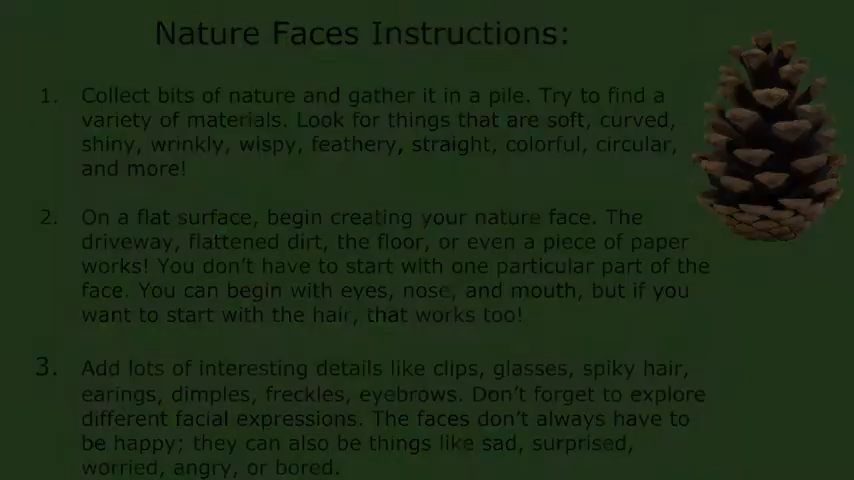 Nature Faces Instructions:
1. Collect bits of nature and gather it in a pile. Try to find a
variety of materials. Look for things that are soft, curved,
shiny, wrinkly, wispy, feathery, straight, colorful, circular,
and more!
2. On a flat surface, begin creating your nature face. The
driveway, flattened dirt, the floor, or even a piece of paper
works! You don't have to start with one particular part of the
face. You can begin with eyes, nose, and mouth, but if you
want to start with the hair, that works too!
3. Add lots of interesting details like clips, glasses, spiky hair,
earings, dimples, freckles, eyebrows. Don't forget to explore
different facial expressions. The faces don't always have to
be happy; they can also be things like sad, surprised,
worried, angry, or bored.